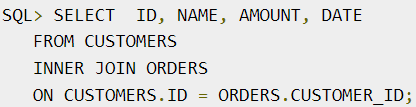 SQL> SELECT  ID, NAME, AMOUNT, DATE
FROM CUSTOMERS
INNER JOIN ORDERS
ON CUSTOMERS.ID = ORDERS.CUSTOMER_ID;